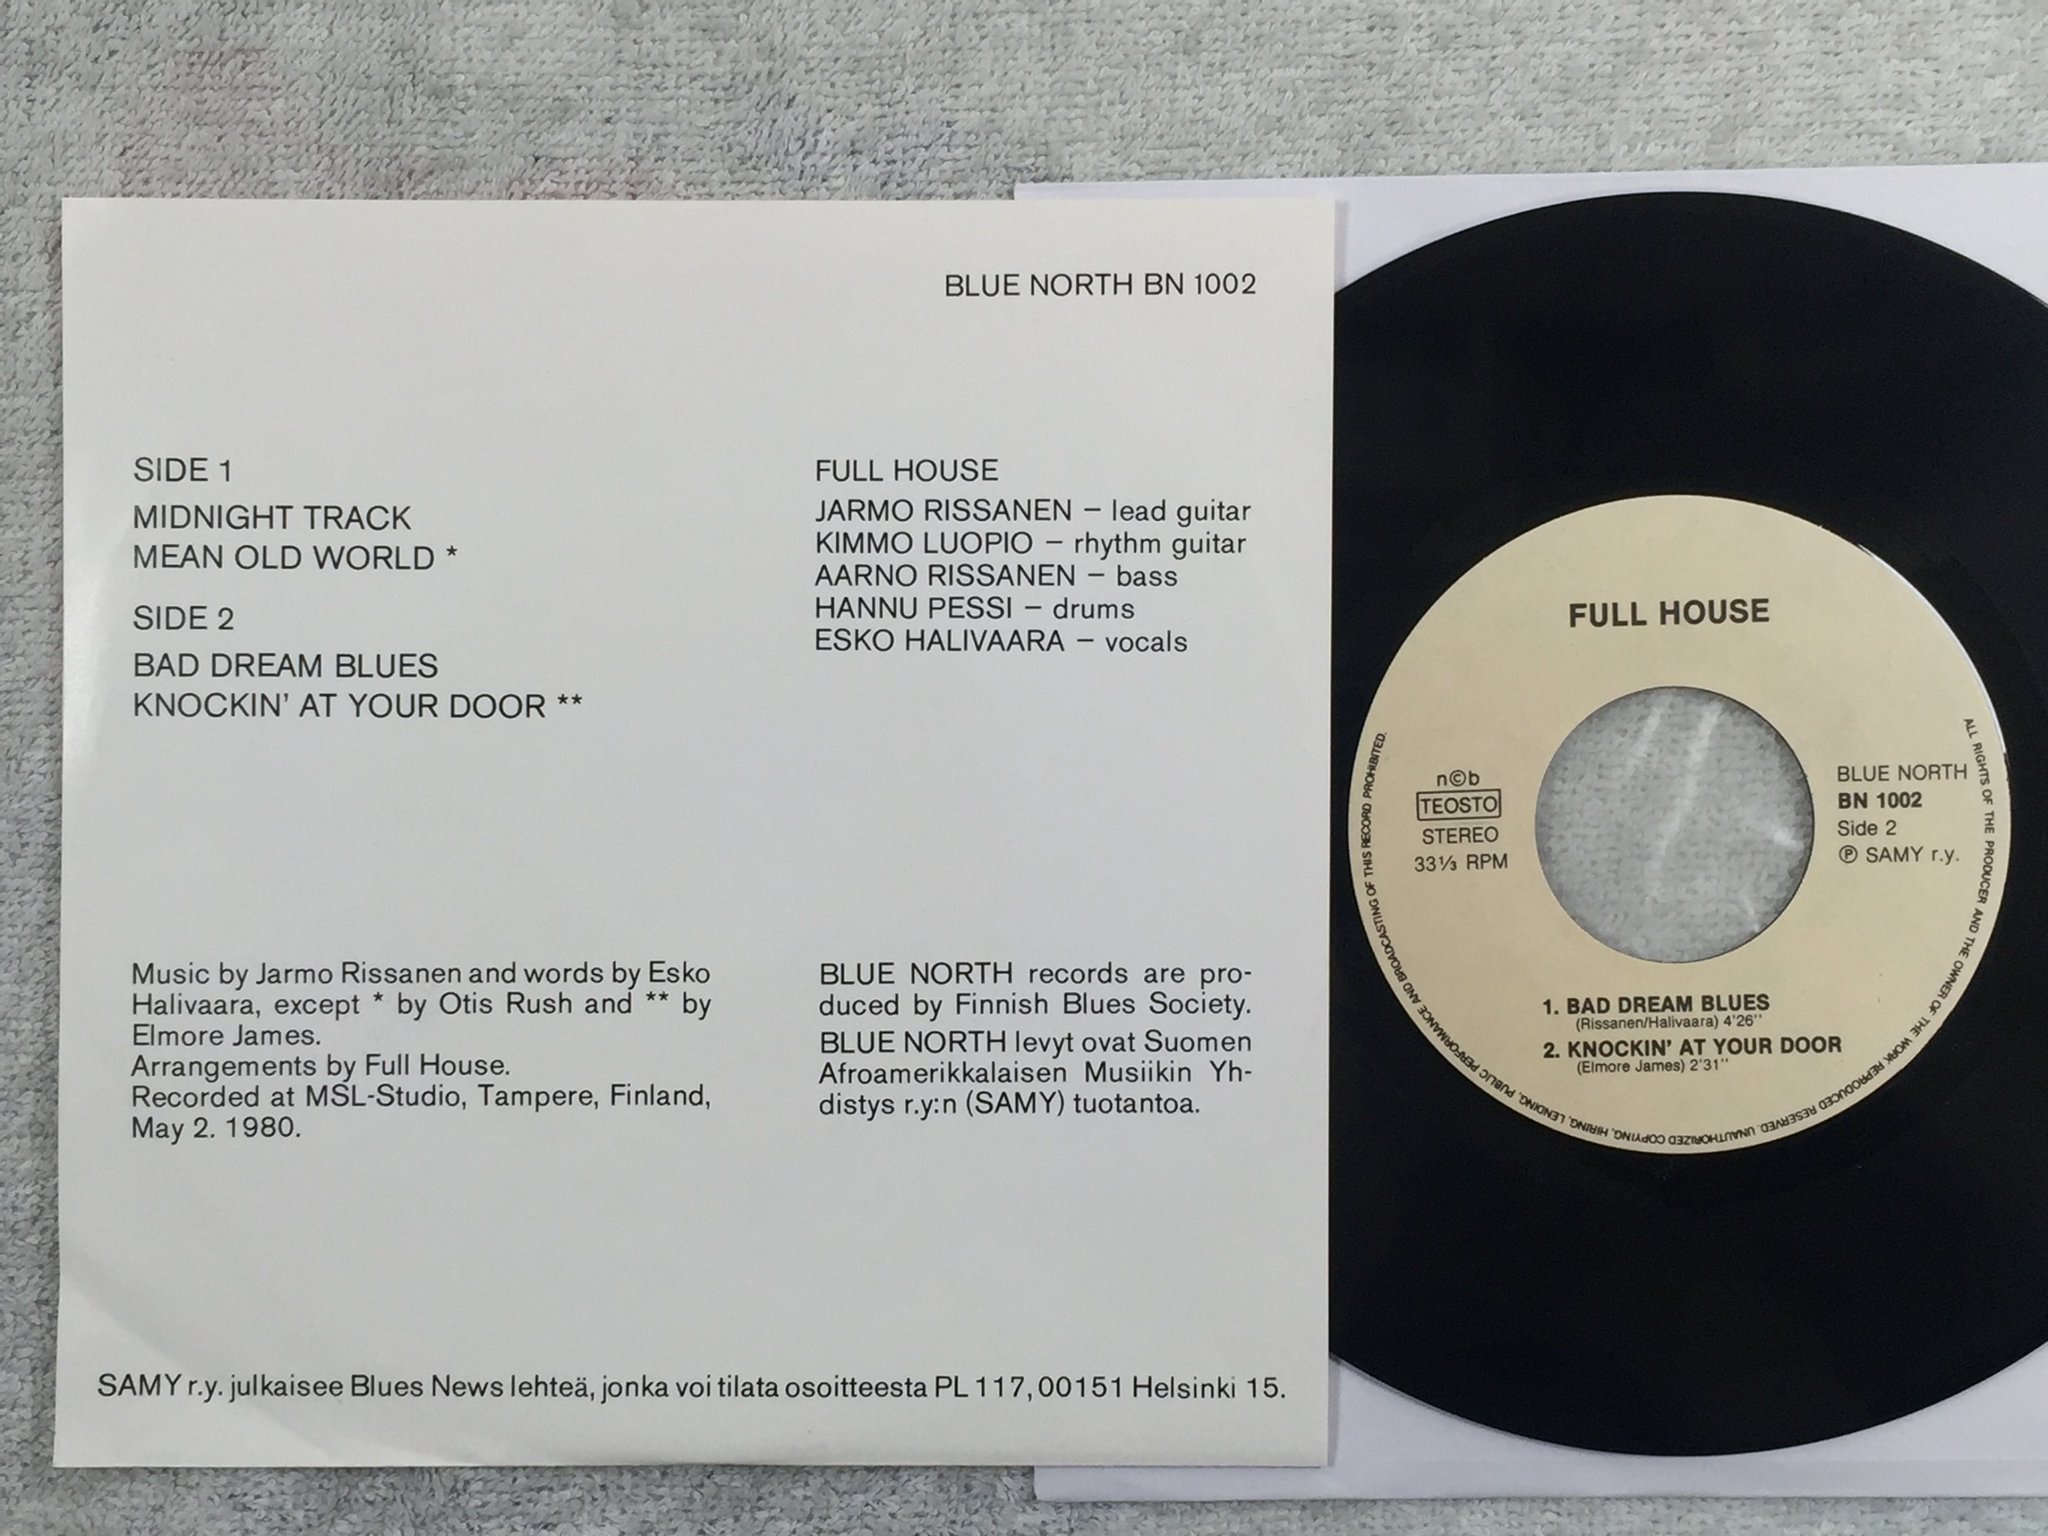 BLUE NORTH BN 1002
SIDE 1
MIDNIGHT TRACK
MEAN OLD WORLD *
SIDE 2
BAD DREAM BLUES
KNOCKIN' AT YOUR DOOR **
FULL HOUSE
JARMO RISSANEN – lead guitar
KIMMO LUOPIO – rhythm guitar
AARNO RISSANEN – bass
HANNU PESSI – drums
ESKO HALIVAARA – vocals
Music by Jarmo Rissanen and words by Esko
Halivaara, except * by Otis Rush and ** by
Elmore James.
Arrangements by Full House.
Recorded at MSL-Studio, Tampere, Finland,
May 2. 1980.
BLUE NORTH records are pro-
duced by Finnish Blues Society.
BLUE NORTH levyt ovat Suomen
Afroamerikkalaisen Musiikin Yh-
distys r.y:n (SAMY) tuotantoa.
SAMY r.y. julkaisee Blues News lehteä, jonka voi tilata osoitteesta PL 117, 00151 Helsinki 15.
FULL HOUSE
n©b
TEOSTO
STEREO
33⅓ RPM
BLUE NORTH
BN 1002
Side 2
℗ SAMY r.y.
1. BAD DREAM BLUES
(Rissanen/Halivaara) 4'26''
2. KNOCKIN' AT YOUR DOOR
(Elmore James) 2'31''
ALL RIGHTS OF THE PRODUCER AND THE OWNER OF THE WORK REPRODUCED RESERVED. UNAUTHORIZED COPYING, HIRING, LENDING, PUBLIC PERFORMANCE AND BROADCASTING OF THIS RECORD PROHIBITED.